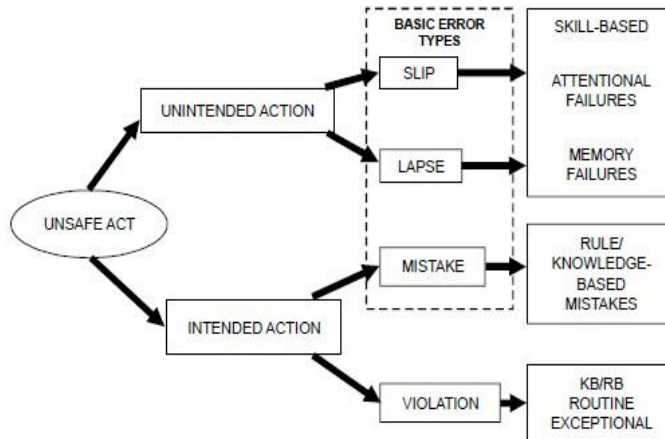 BASIC ERROR
TYPES
SKILL-BASED
SLIP
ATTENTIONAL
FAILURES
UNINTENDED ACTION
LAPSE
MEMORY
FAILURES
UNSAFE ACT
MISTAKE
RULE/
KNOWLEDGE-
BASED
MISTAKES
INTENDED ACTION
VIOLATION
KB/RB
ROUTINE
EXCEPTIONAL